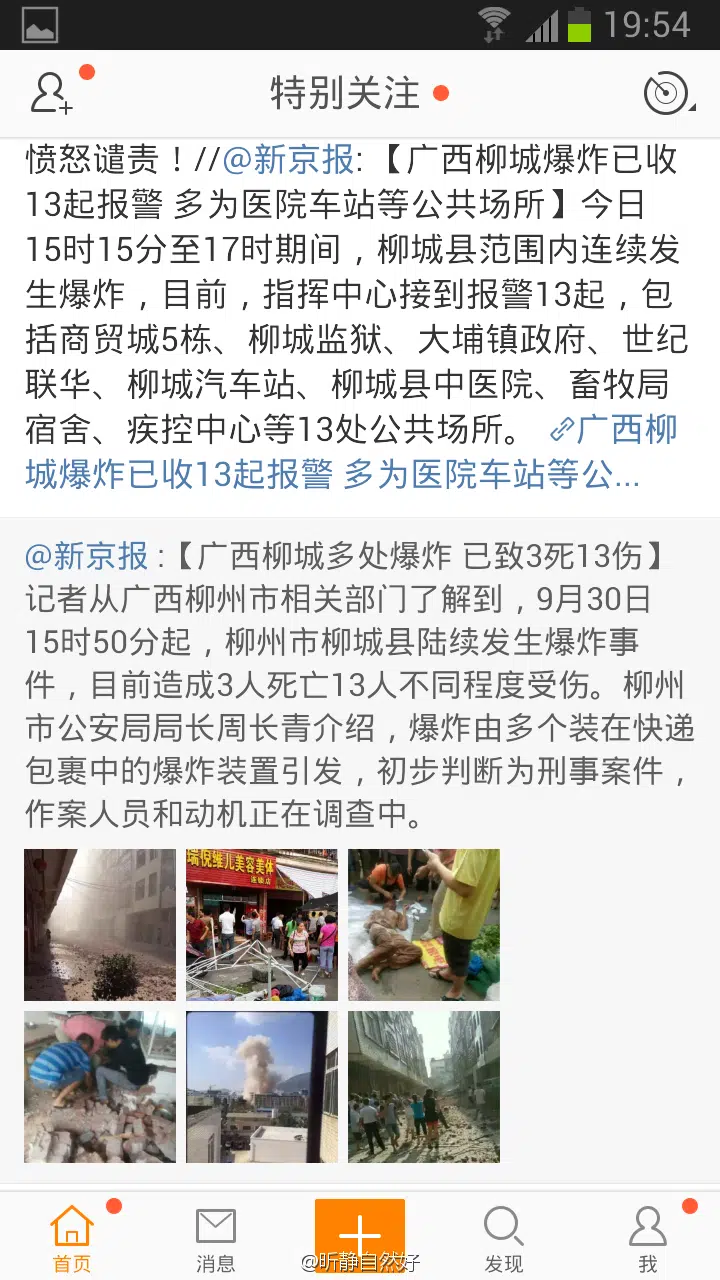 19:54
特别关注
愤怒谴责！//@新京报:【广西柳城爆炸已收
13起报警 多为医院车站等公共场所】今日
15时15分至17时期间，柳城县范围内连续发
生爆炸，目前，指挥中心接到报警13起，包
括商贸城5栋、柳城监狱、大埔镇政府、世纪
联华、柳城汽车站、柳城县中医院、畜牧局
宿舍、疾控中心等13处公共场所。 广西柳
城爆炸已收13起报警 多为医院车站等公...
@新京报 :【广西柳城多处爆炸 已致3死13伤】
记者从广西柳州市相关部门了解到，9月30日
15时50分起，柳州市柳城县陆续发生爆炸事
件，目前造成3人死亡13人不同程度受伤。柳州
市公安局局长周长青介绍，爆炸由多个装在快递
包裹中的爆炸装置引发，初步判断为刑事案件，
作案人员和动机正在调查中。
瑞倪维儿美容美体
连锁店
首页
消息
@昕静自然好
发现
我